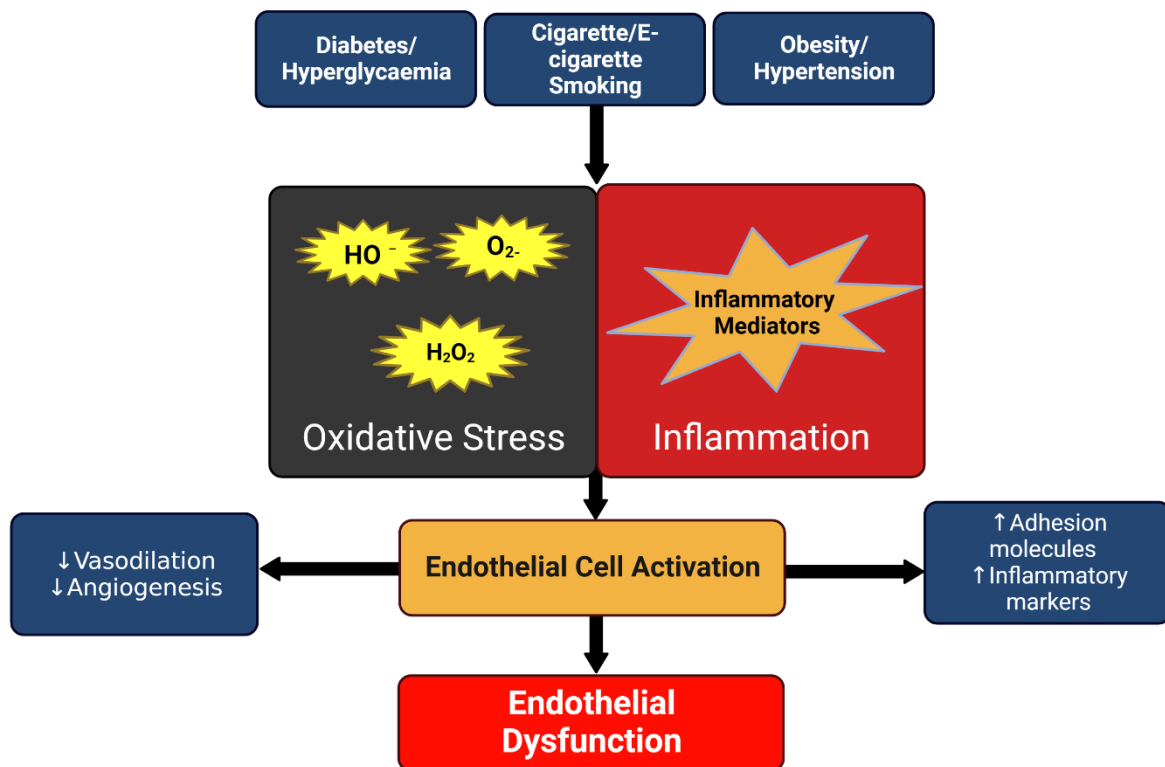 Diabetes/
Hyperglycaemia
Cigarette/E-
cigarette
Smoking
Obesity/
Hypertension
HO ⁻
O₂₋
H₂O₂
Oxidative Stress
Inflammatory
Mediators
Inflammation
↓Vasodilation
↓Angiogenesis
Endothelial Cell Activation
↑Adhesion
molecules
↑Inflammatory
markers
Endothelial
Dysfunction